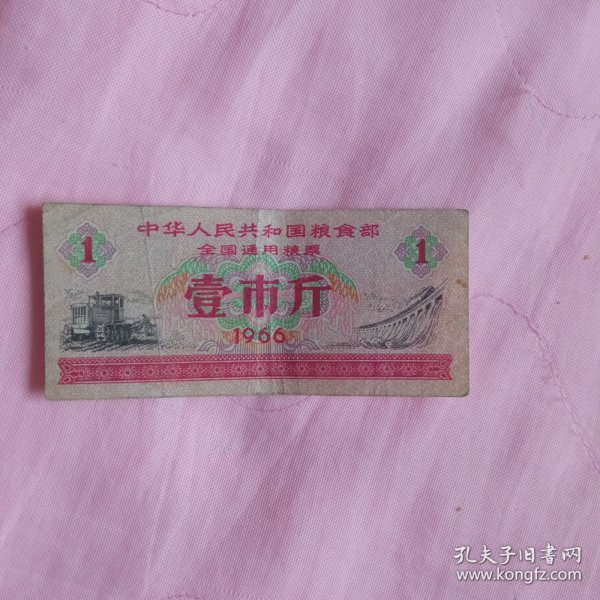 中华人民共和国粮食部
全国通用粮票
1
1
壹市斤
1966
孔夫子旧书网
www.kongfz.com